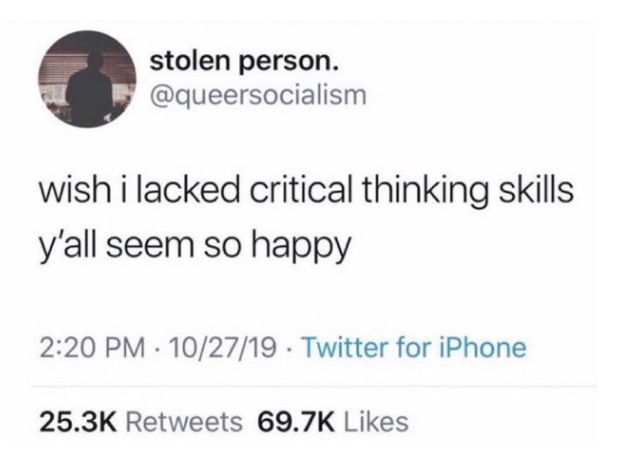 stolen person.
@queersocialism
wish i lacked critical thinking skills
y'all seem so happy
2:20 PM · 10/27/19 · Twitter for iPhone
25.3K Retweets 69.7K Likes